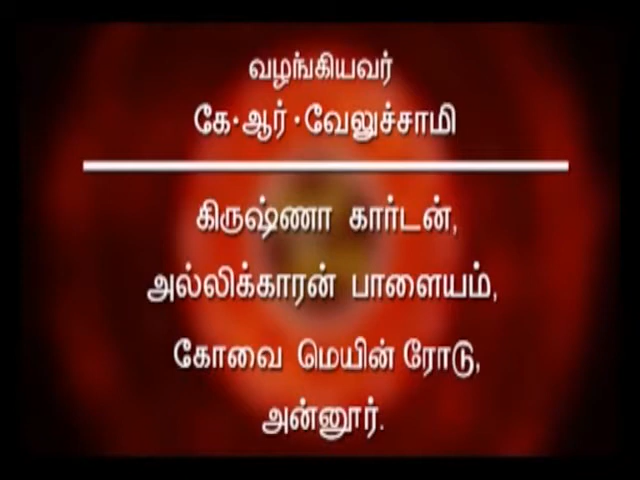 வழங்கியவர்
கே.ஆர்.வேலுச்சாமி
கிருஷ்ணா கார்டன்,
அல்லிக்காரன் பாளையம்,
கோவை மெயின் ரோடு,
அன்னூர்.